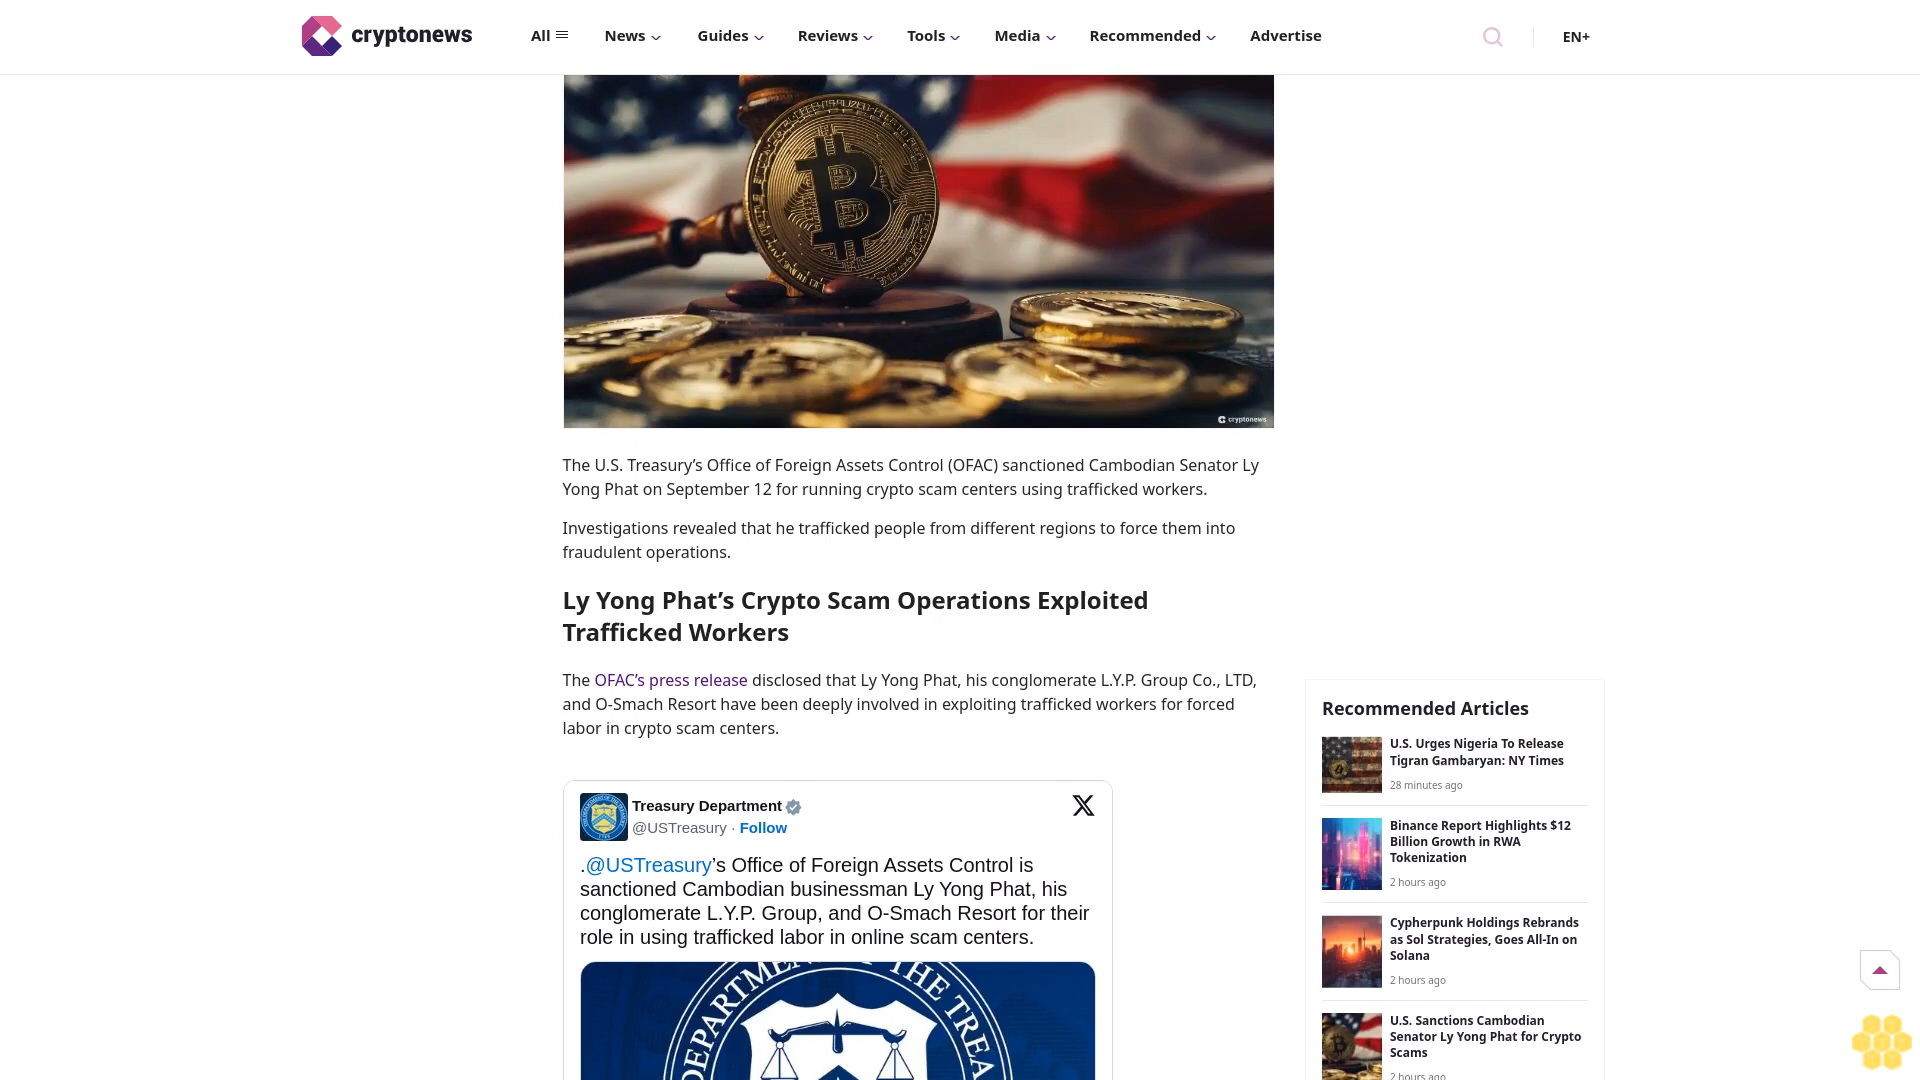 cryptonews
All
News
Guides
Reviews
Tools
Media
Recommended
Advertise
EN+
cryptonews
The U.S. Treasury’s Office of Foreign Assets Control (OFAC) sanctioned Cambodian Senator Ly
Yong Phat on September 12 for running crypto scam centers using trafficked workers.
Investigations revealed that he trafficked people from different regions to force them into
fraudulent operations.
Ly Yong Phat’s Crypto Scam Operations Exploited
Trafficked Workers
The OFAC’s press release disclosed that Ly Yong Phat, his conglomerate L.Y.P. Group Co., LTD,
and O-Smach Resort have been deeply involved in exploiting trafficked workers for forced
labor in crypto scam centers.
Treasury Department
@USTreasury · Follow
.@USTreasury’s Office of Foreign Assets Control is
sanctioned Cambodian businessman Ly Yong Phat, his
conglomerate L.Y.P. Group, and O-Smach Resort for their
role in using trafficked labor in online scam centers.
Recommended Articles
U.S. Urges Nigeria To Release
Tigran Gambaryan: NY Times
28 minutes ago
Binance Report Highlights $12
Billion Growth in RWA
Tokenization
2 hours ago
Cypherpunk Holdings Rebrands
as Sol Strategies, Goes All-In on
Solana
2 hours ago
U.S. Sanctions Cambodian
Senator Ly Yong Phat for Crypto
Scams
2 hours ago